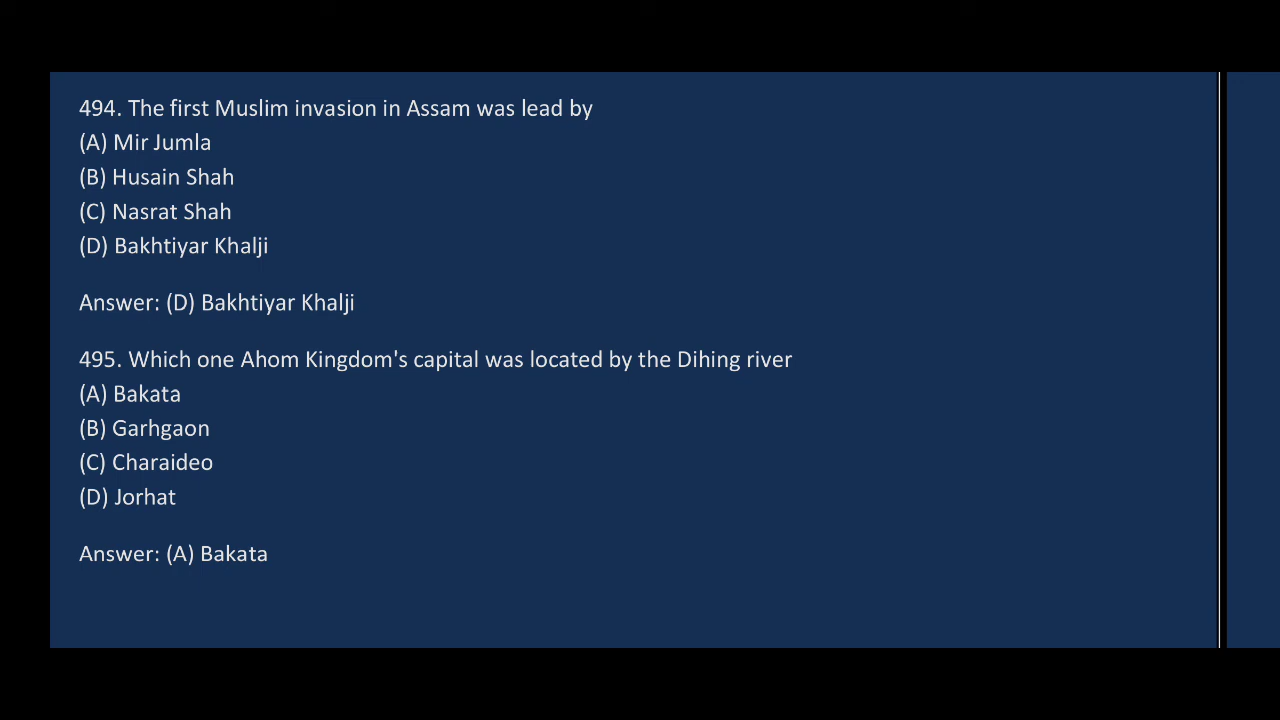 494. The first Muslim invasion in Assam was lead by
(A) Mir Jumla
(B) Husain Shah
(C) Nasrat Shah
(D) Bakhtiyar Khalji
Answer: (D) Bakhtiyar Khalji
495. Which one Ahom Kingdom's capital was located by the Dihing river
(A) Bakata
(B) Garhgaon
(C) Charaideo
(D) Jorhat
Answer: (A) Bakata